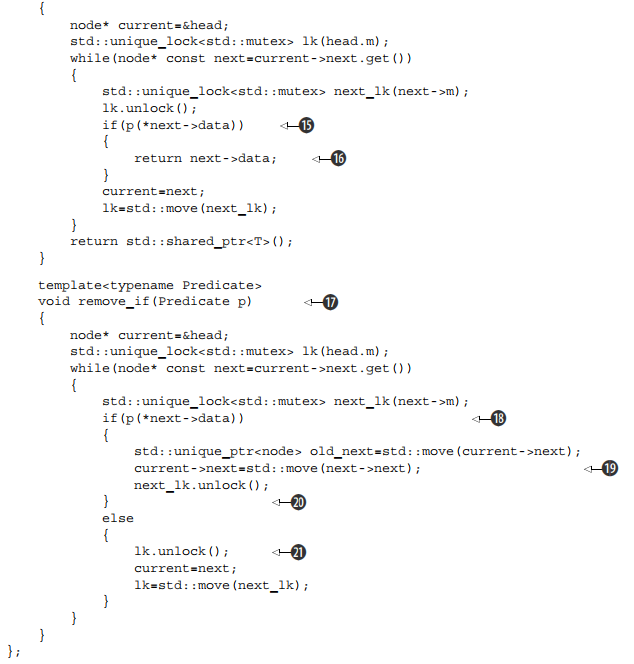 {
node* current=&head;
std::unique_lock<std::mutex> lk(head.m);
while(node* const next=current->next.get())
{
std::unique_lock<std::mutex> next_lk(next->m);
lk.unlock();
if(p(*next->data)) 15
{
return next->data; 16
}
current=next;
lk=std::move(next_lk);
}
return std::shared_ptr<T>();
}
template<typename Predicate>
void remove_if(Predicate p) 17
{
node* current=&head;
std::unique_lock<std::mutex> lk(head.m);
while(node* const next=current->next.get())
{
std::unique_lock<std::mutex> next_lk(next->m);
if(p(*next->data)) 18
{
std::unique_ptr<node> old_next=std::move(current->next);
current->next=std::move(next->next); 19
next_lk.unlock();
} 20
else
{
lk.unlock(); 21
current=next;
lk=std::move(next_lk);
}
}
}
};